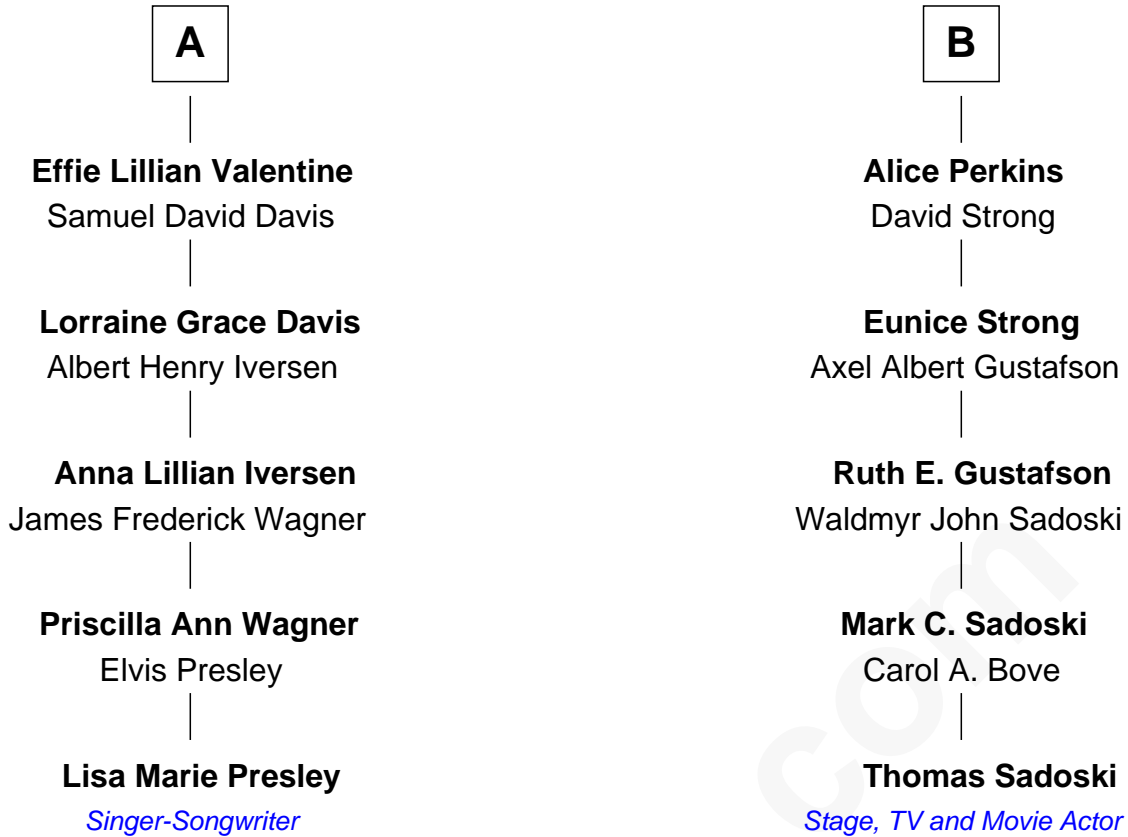 A
Effie Lillian Valentine
Samuel David Davis
Lorraine Grace Davis
Albert Henry Iversen
Anna Lillian Iversen
James Frederick Wagner
Priscilla Ann Wagner
Elvis Presley
Lisa Marie Presley
Singer-Songwriter
B
Alice Perkins
David Strong
Eunice Strong
Axel Albert Gustafson
Ruth E. Gustafson
Waldmyr John Sadoski
Mark C. Sadoski
Carol A. Bove
Thomas Sadoski
Stage, TV and Movie Actor
com